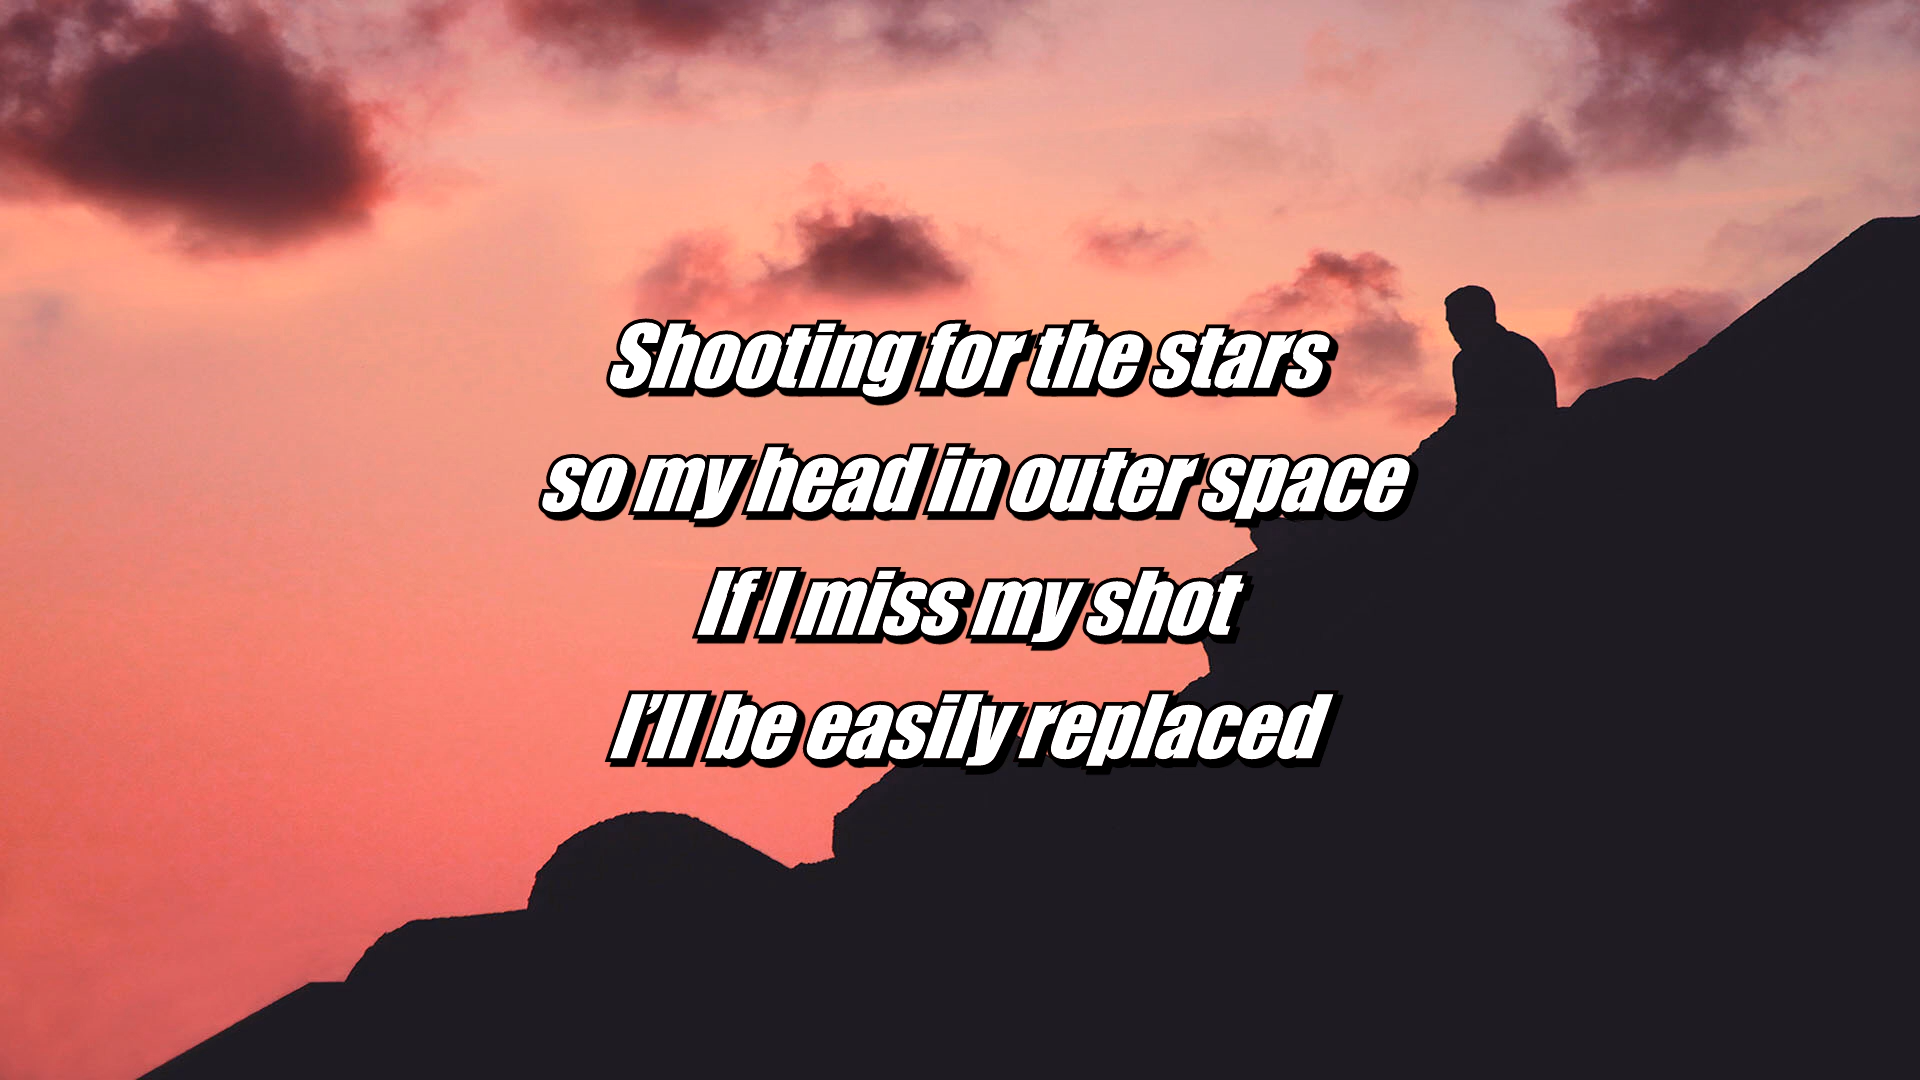 Shooting for the stars
so my head in outer space
If I miss my shot
I'll be easily replaced